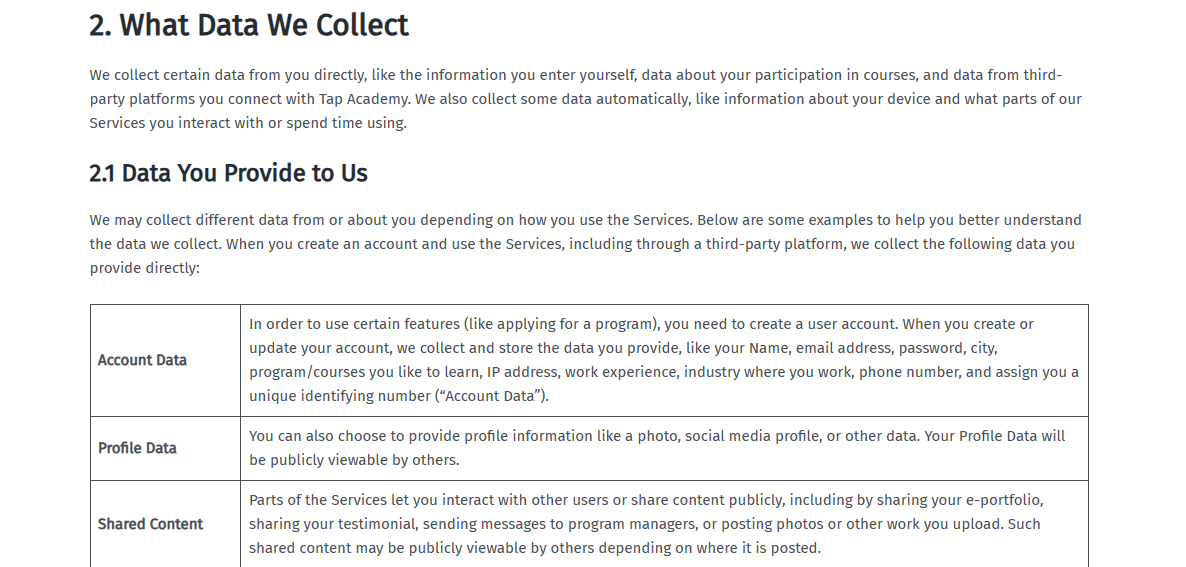 2. What Data We Collect
We collect certain data from you directly, like the information you enter yourself, data about your participation in courses, and data from third-
party platforms you connect with Tap Academy. We also collect some data automatically, like information about your device and what parts of our
Services you interact with or spend time using.
2.1 Data You Provide to Us
We may collect different data from or about you depending on how you use the Services. Below are some examples to help you better understand
the data we collect. When you create an account and use the Services, including through a third-party platform, we collect the following data you
provide directly:
Account Data
In order to use certain features (like applying for a program), you need to create a user account. When you create or
update your account, we collect and store the data you provide, like your Name, email address, password, city,
program/courses you like to learn, IP address, work experience, industry where you work, phone number, and assign you a
unique identifying number (“Account Data”).
Profile Data
You can also choose to provide profile information like a photo, social media profile, or other data. Your Profile Data will
be publicly viewable by others.
Shared Content
Parts of the Services let you interact with other users or share content publicly, including by sharing your e-portfolio,
sharing your testimonial, sending messages to program managers, or posting photos or other work you upload. Such
shared content may be publicly viewable by others depending on where it is posted.